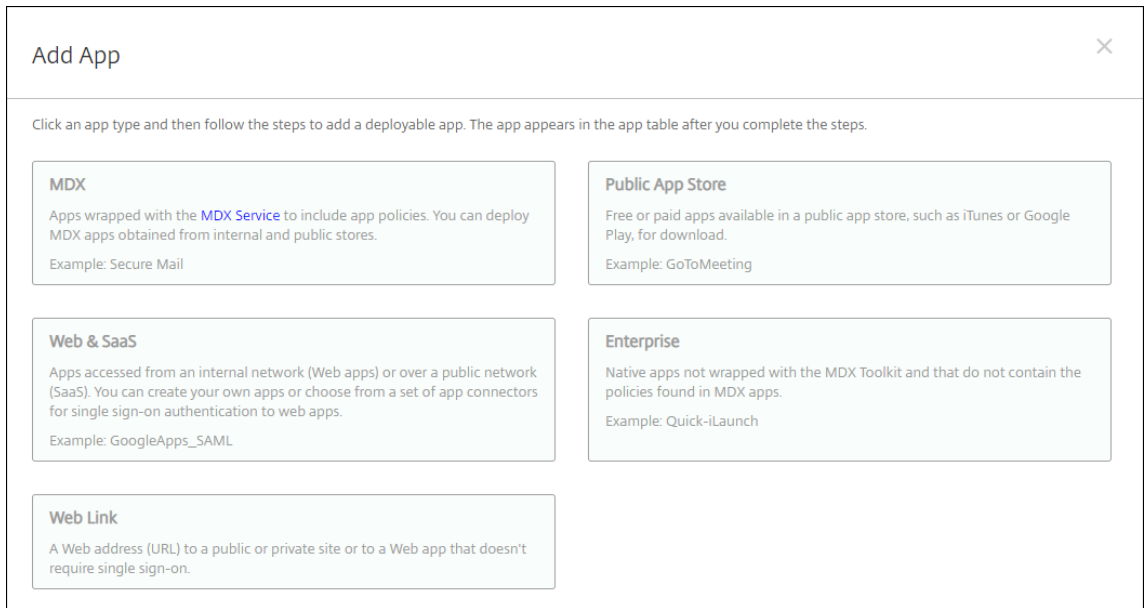 Add App
Click an app type and then follow the steps to add a deployable app. The app appears in the app table after you complete the steps.
MDX
Apps wrapped with the MDX Service to include app policies. You can deploy
MDX apps obtained from internal and public stores.
Example: Secure Mail
Public App Store
Free or paid apps available in a public app store, such as iTunes or Google
Play, for download.
Example: GoToMeeting
Web & SaaS
Apps accessed from an internal network (Web apps) or over a public network
(SaaS). You can create your own apps or choose from a set of app connectors
for single sign-on authentication to web apps.
Example: GoogleApps_SAML
Enterprise
Native apps not wrapped with the MDX Toolkit and that do not contain the
policies found in MDX apps.
Example: Quick-iLaunch
Web Link
A Web address (URL) to a public or private site or to a Web app that doesn't
require single sign-on.